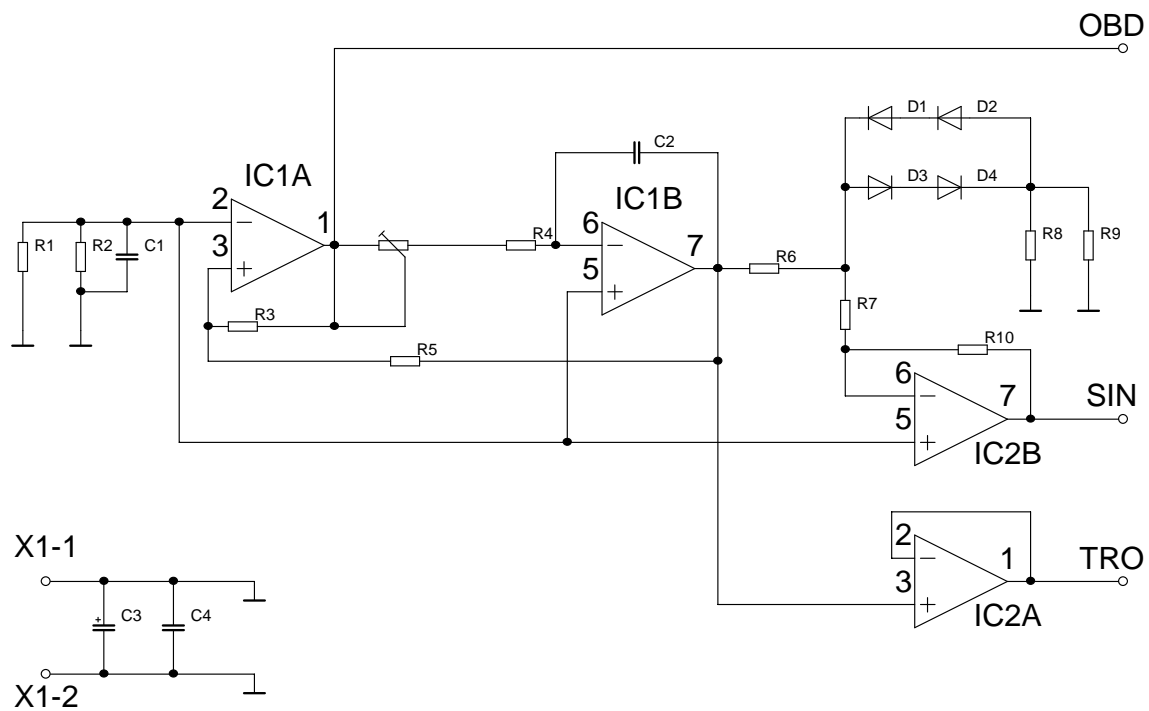 OBD
D1
D2
C2
IC1A
IC1B
D3
D4
2
1
6
7
R1
R2
C1
3
R4
5
R6
R8
R9
R3
R7
R5
R10
6
7
SIN
5
IC2B
X1-1
2
1
TRO
3
IC2A
+
C3
C4
X1-2